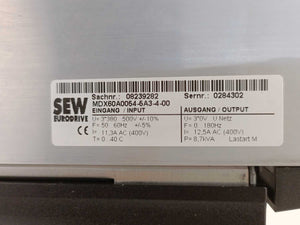 Sachnr.: 08239282 Sernr.: 0284302
MDX60A0054-5A3-4-00
SEW
EURODRIVE
EINGANG / INPUT AUSGANG / OUTPUT
U= 3*380...500V +/-10% U= 3*0V...U Netz
F= 50...60Hz +/-5% F= 0...180Hz
I= 11,3A AC (400V) I= 12,5A AC (400V)
T= 0...40 C P= 8,7kVA Lastart M